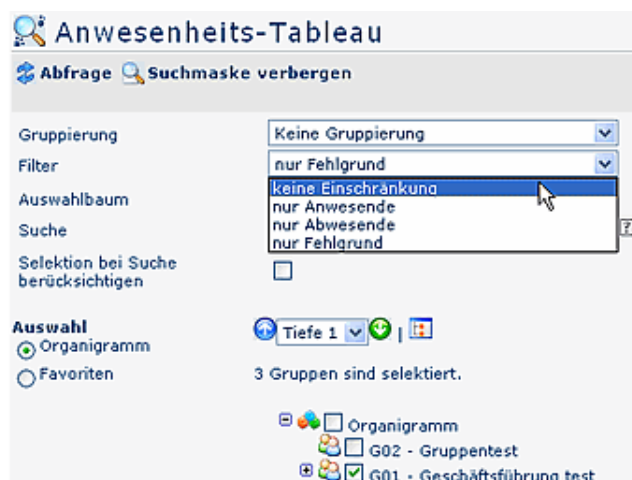 Anwesenheits-Tableau
Abfrage Suchmaske verbergen
Gruppierung Keine Gruppierung
Filter nur Fehlgrund
keine Einschränkung
Auswahlbaum nur Anwesende
nur Abwesende
Suche ?
nur Fehlgrund
Selektion bei Suche
berücksichtigen
Auswahl Tiefe 1 |
Organigramm
Favoriten 3 Gruppen sind selektiert.
Organigramm
G02 - Gruppentest
G01 - Geschäftsführung test